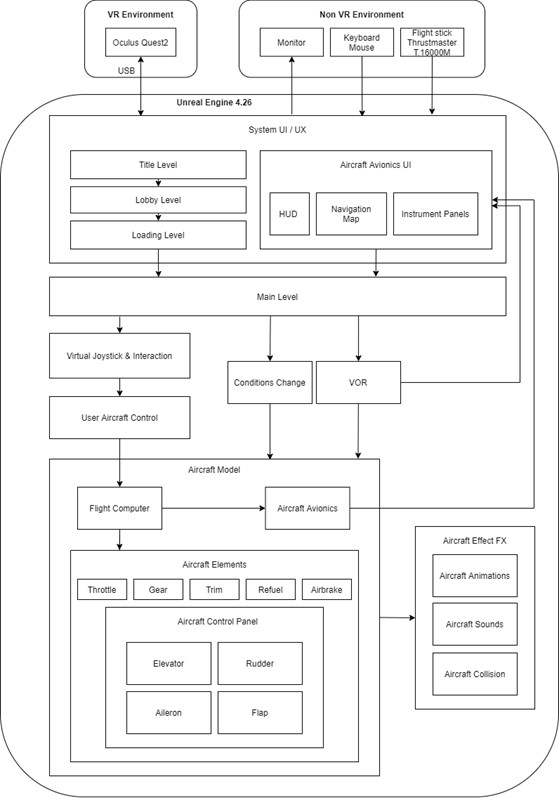 VR Environment
Oculus Quest2
USB
Non VR Environment
Monitor
Keyboard
Mouse
Flight stick
Thrustmaster
T.16000M
Unreal Engine 4.26
System UI / UX
Title Level
Lobby Level
Loading Level
Aircraft Avionics UI
HUD
Navigation
Map
Instrument Panels
Main Level
Virtual Joystick & Interaction
Conditions Change
VOR
User Aircraft Control
Aircraft Model
Flight Computer
Aircraft Avionics
Aircraft Elements
Throttle
Gear
Trim
Refuel
Airbrake
Aircraft Control Panel
Elevator
Rudder
Aileron
Flap
Aircraft Effect FX
Aircraft Animations
Aircraft Sounds
Aircraft Collision